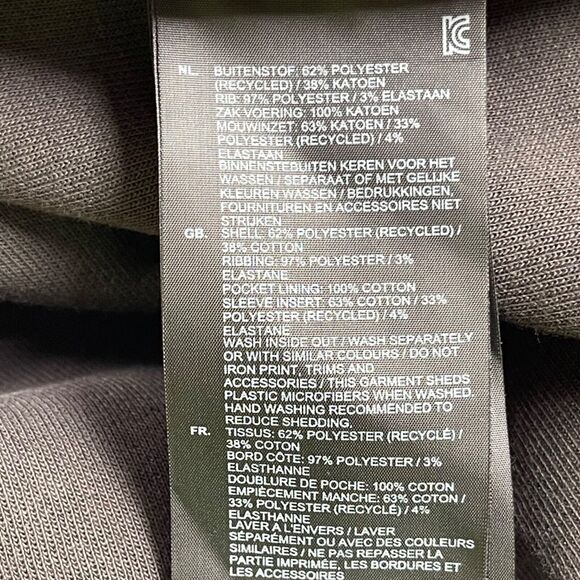 NL. BUITENSTOF: 62% POLYESTER
(RECYCLED) / 38% KATOEN
RIB: 97% POLYESTER / 3% ELASTAAN
ZAK VOERING: 100% KATOEN
MOUWINZET: 63% KATOEN / 33%
POLYESTER (RECYCLED) / 4%
ELASTAAN
BINNENSTEBUITEN KEREN VOOR HET
WASSEN / SEPARAAT OF MET GELIJKE
KLEUREN WASSEN / BEDRUKKINGEN,
FOURNITUREN EN ACCESSOIRES NIET
STRIJKEN
GB. SHELL: 62% POLYESTER (RECYCLED) /
38% COTTON
RIBBING: 97% POLYESTER / 3%
ELASTANE
POCKET LINING: 100% COTTON
SLEEVE INSERT: 63% COTTON / 33%
POLYESTER (RECYCLED) / 4%
ELASTANE
WASH INSIDE OUT / WASH SEPARATELY
OR WITH SIMILAR COLOURS / DO NOT
IRON PRINT, TRIMS AND
ACCESSORIES / THIS GARMENT SHEDS
PLASTIC MICROFIBERS WHEN WASHED.
HAND WASHING RECOMMENDED TO
REDUCE SHEDDING.
FR. TISSUS: 62% POLYESTER (RECYCLÉ) /
38% COTON
BORD CÔTE: 97% POLYESTER / 3%
ELASTHANNE
DOUBLURE DE POCHE: 100% COTON
EMPIÈCEMENT MANCHE: 63% COTON /
33% POLYESTER (RECYCLÉ) / 4%
ELASTHANNE
LAVER À L'ENVERS / LAVER
SÉPARÉMENT OU AVEC DES COULEURS
SIMILAIRES / NE PAS REPASSER LA
PARTIE IMPRIMÉE, LES BORDURES ET
LES ACCESSOIRES